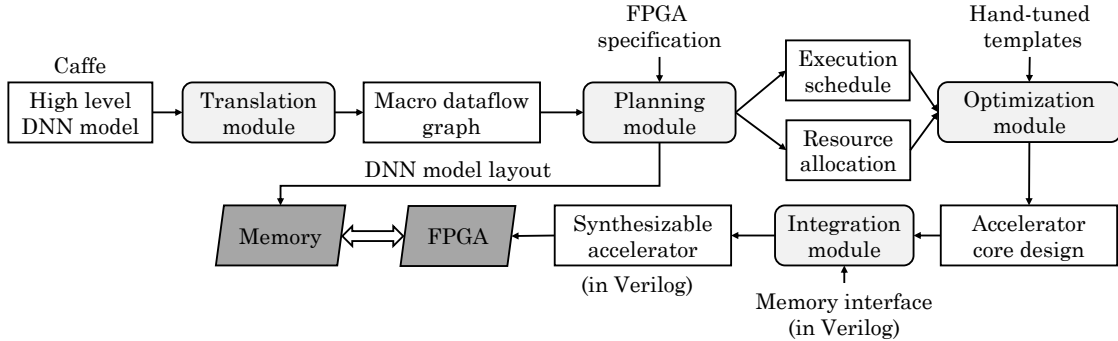 FPGA
specification
Hand-tuned
templates
Caffe
High level
DNN model
Translation
module
Macro dataflow
graph
Planning
module
Execution
schedule
Resource
allocation
Optimization
module
DNN model layout
Memory
FPGA
Synthesizable
accelerator
(in Verilog)
Integration
module
Accelerator
core design
Memory interface
(in Verilog)